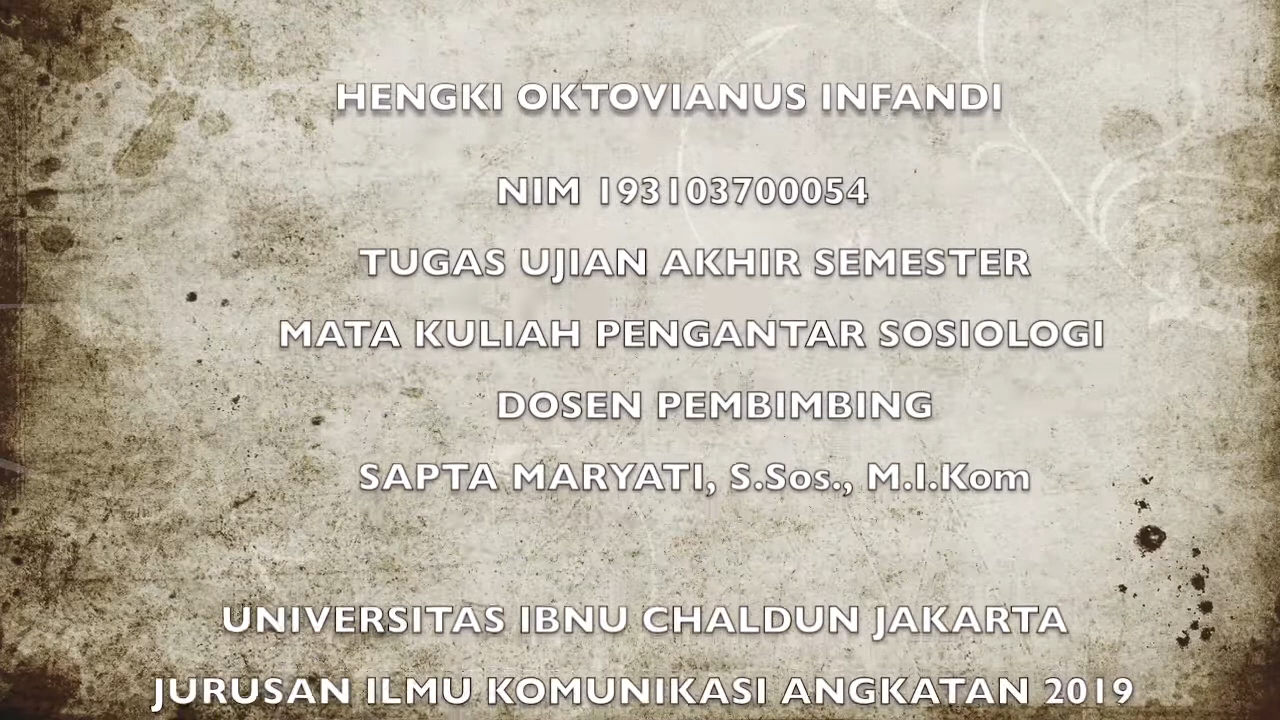 HENGKI OKTOVIANUS INFANDI
NIM 193103700054
TUGAS UJIAN AKHIR SEMESTER
MATA KULIAH PENGANTAR SOSIOLOGI
DOSEN PEMBIMBING
SAPTA MARYATI, S.Sos., M.I.Kom
UNIVERSITAS IBNU CHALDUN JAKARTA
JURUSAN ILMU KOMUNIKASI ANGKATAN 2019